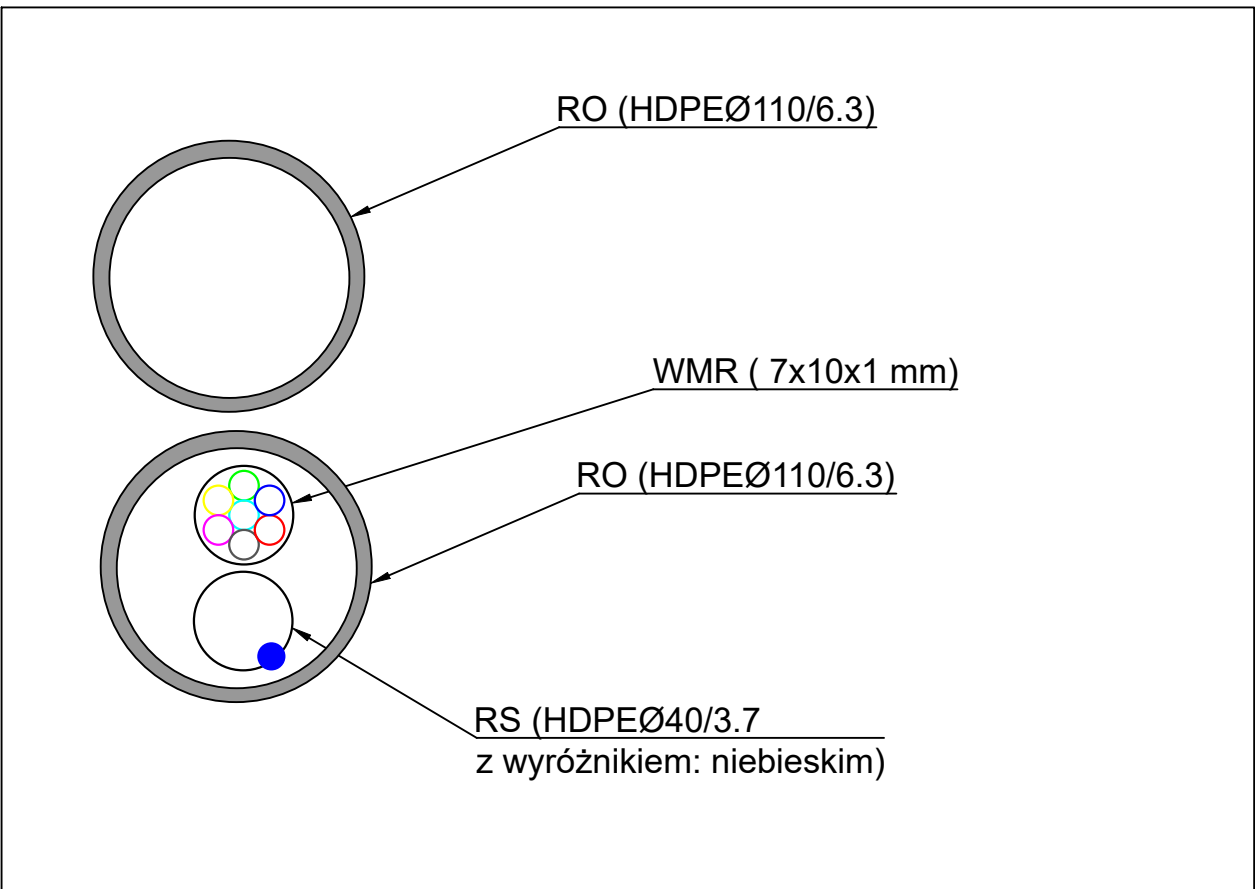 RO (HDPEØ110/6.3)
WMR ( 7x10x1 mm)
RO (HDPEØ110/6.3)
RS (HDPEØ40/3.7
z wyróżnikiem: niebieskim)